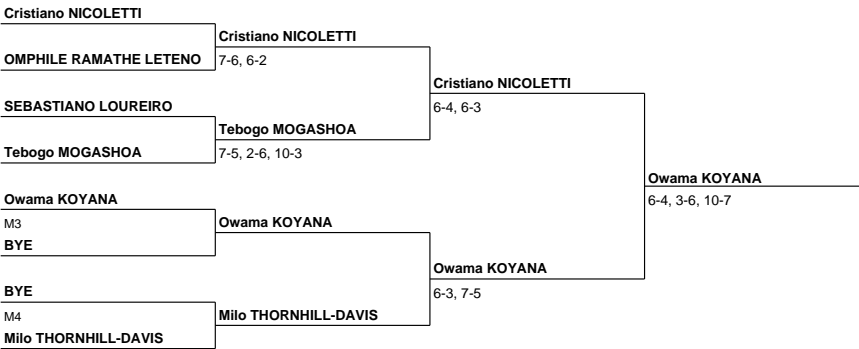 Cristiano NICOLETTI
Cristiano NICOLETTI
OMPHILE RAMATHE LETENO
7-6, 6-2
Cristiano NICOLETTI
6-4, 6-3
SEBASTIANO LOUREIRO
Tebogo MOGASHOA
Tebogo MOGASHOA
7-5, 2-6, 10-3
Owama KOYANA
6-4, 3-6, 10-7
Owama KOYANA
M3
Owama KOYANA
BYE
Owama KOYANA
6-3, 7-5
BYE
M4
Milo THORNHILL-DAVIS
Milo THORNHILL-DAVIS